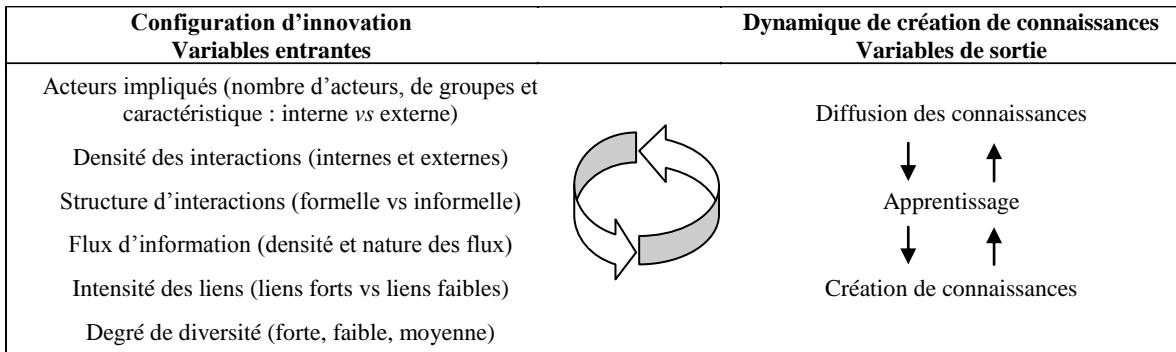 Configuration d’innovation
Variables entrantes
Dynamique de création de connaissances
Variables de sortie
Acteurs impliqués (nombre d’acteurs, de groupes et
caractéristique : interne vs externe)
Densité des interactions (internes et externes)
Structure d’interactions (formelle vs informelle)
Flux d’information (densité et nature des flux)
Intensité des liens (liens forts vs liens faibles)
Degré de diversité (forte, faible, moyenne)
Diffusion des connaissances
Apprentissage
Création de connaissances